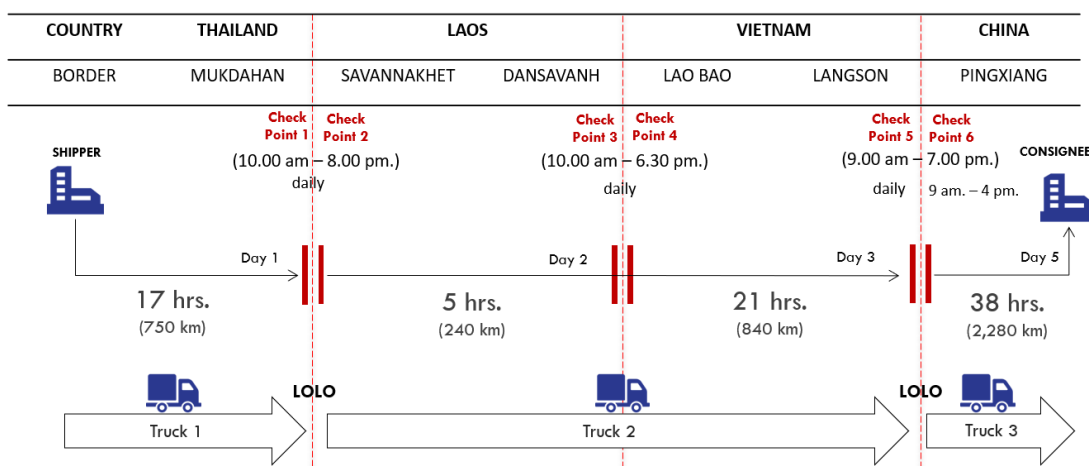 COUNTRY THAILAND LAOS VIETNAM CHINA
BORDER MUKDAHAN SAVANNAKHET DANSAVANH LAO BAO LANGSON PINGXIANG
Check Point 1 Check Point 2 Check Point 3 Check Point 4 Check Point 5 Check Point 6
SHIPPER (10.00 am – 8.00 pm.) (10.00 am – 6.30 pm.) (9.00 am – 7.00 pm.) CONSIGNEE
daily daily daily 9 am. – 4 pm.
Day 1 Day 2 Day 3 Day 5
17 hrs. 5 hrs. 21 hrs. 38 hrs.
(750 km) (240 km) (840 km) (2,280 km)
LOLO LOLO
Truck 1 Truck 2 Truck 3